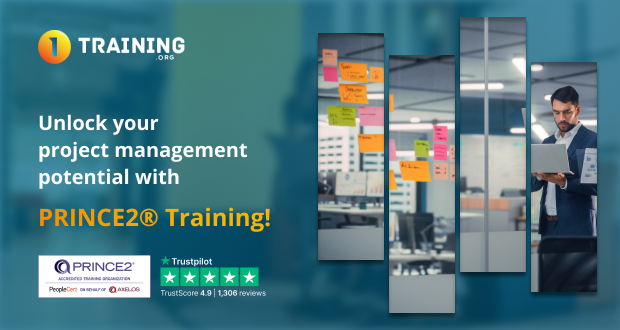 1 TRAINING
.ORG
Unlock your
project management
potential with
PRINCE2® Training!
PRINCE2®
ACCREDITED TRAINING ORGANIZATION
PeopleCert ON BEHALF OF AXELOS
Trustpilot
TrustScore 4.9 | 1,306 reviews